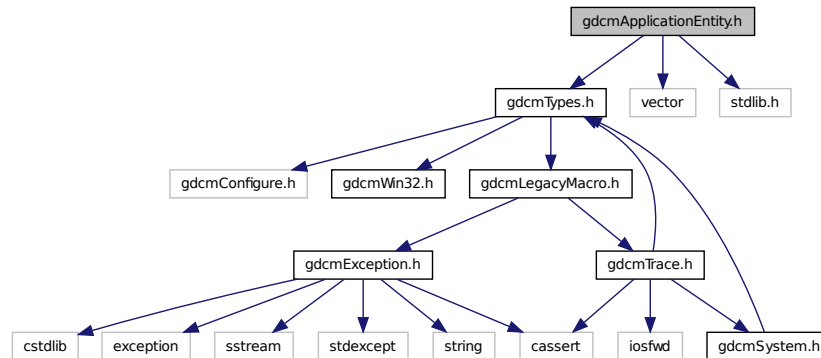 gdcmApplicationEntity.h
gdcmTypes.h
vector
stdlib.h
gdcmConfigure.h
gdcmWin32.h
gdcmLegacyMacro.h
gdcmException.h
gdcmTrace.h
cstdlib
exception
sstream
stdexcept
string
cassert
iosfwd
gdcmSystem.h